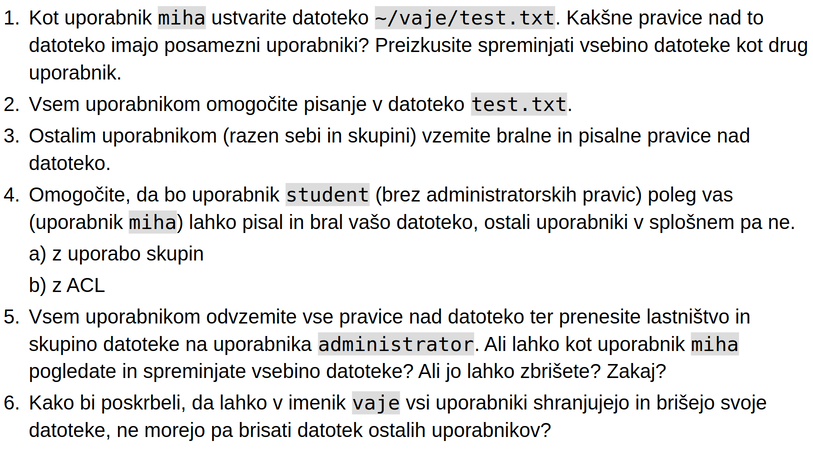 1. Kot uporabnik miha ustvarite datoteko ~/vaje/test.txt. Kakšne pravice nad to
datoteko imajo posamezni uporabniki? Preizkusite spreminjati vsebino datoteke kot drug
uporabnik.
2. Vsem uporabnikom omogočite pisanje v datoteko test.txt.
3. Ostalim uporabnikom (razen sebi in skupini) vzemite bralne in pisalne pravice nad
datoteko.
4. Omogočite, da bo uporabnik student (brez administratorskih pravic) poleg vas
(uporabnik miha) lahko pisal in bral vašo datoteko, ostali uporabniki v splošnem pa ne.
a) z uporabo skupin
b) z ACL
5. Vsem uporabnikom odvzemite vse pravice nad datoteko ter prenesite lastništvo in
skupino datoteke na uporabnika administrator. Ali lahko kot uporabnik miha
pogledate in spreminjate vsebino datoteke? Ali jo lahko zbrišete? Zakaj?
6. Kako bi poskrbeli, da lahko v imenik vaje vsi uporabniki shranjujejo in brišejo svoje
datoteke, ne morejo pa brisati datotek ostalih uporabnikov?